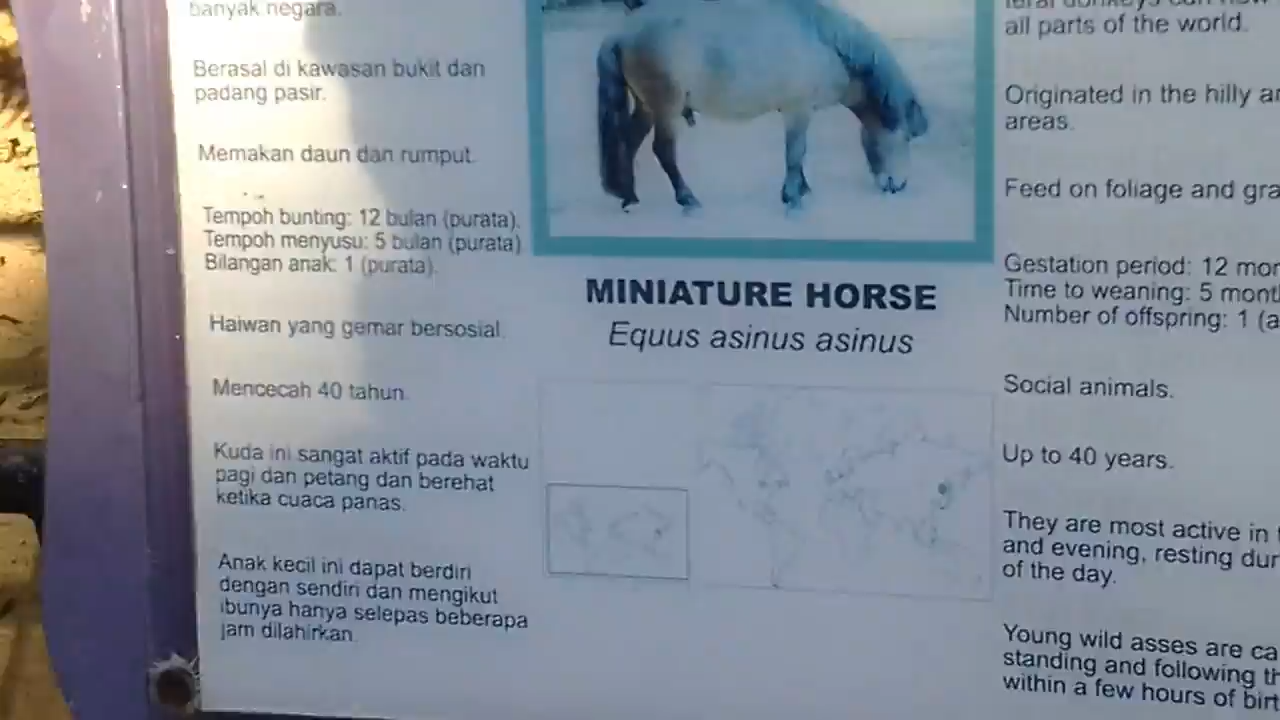 banyak negara.
Berasal di kawasan bukit dan
padang pasir.
Memakan daun dan rumput.
Tempoh bunting: 12 bulan (purata).
Tempoh menyusu: 5 bulan (purata)
Bilangan anak: 1 (purata).
Haiwan yang gemar bersosial.
Mencecah 40 tahun.
Kuda ini sangat aktif pada waktu
pagi dan petang dan berehat
ketika cuaca panas.
Anak kecil ini dapat berdiri
dengan sendiri dan mengikut
ibunya hanya selepas beberapa
jam dilahirkan.
MINIATURE HORSE
Equus asinus asinus
all parts of the world.
Originated in the hilly
areas.
Feed on foliage and
Gestation period: 12
Time to weaning: 5
Number of offspring: 1
Social animals.
Up to 40 years.
They are most active in
and evening, resting
of the day.
Young wild asses are
standing and following
within a few hours of